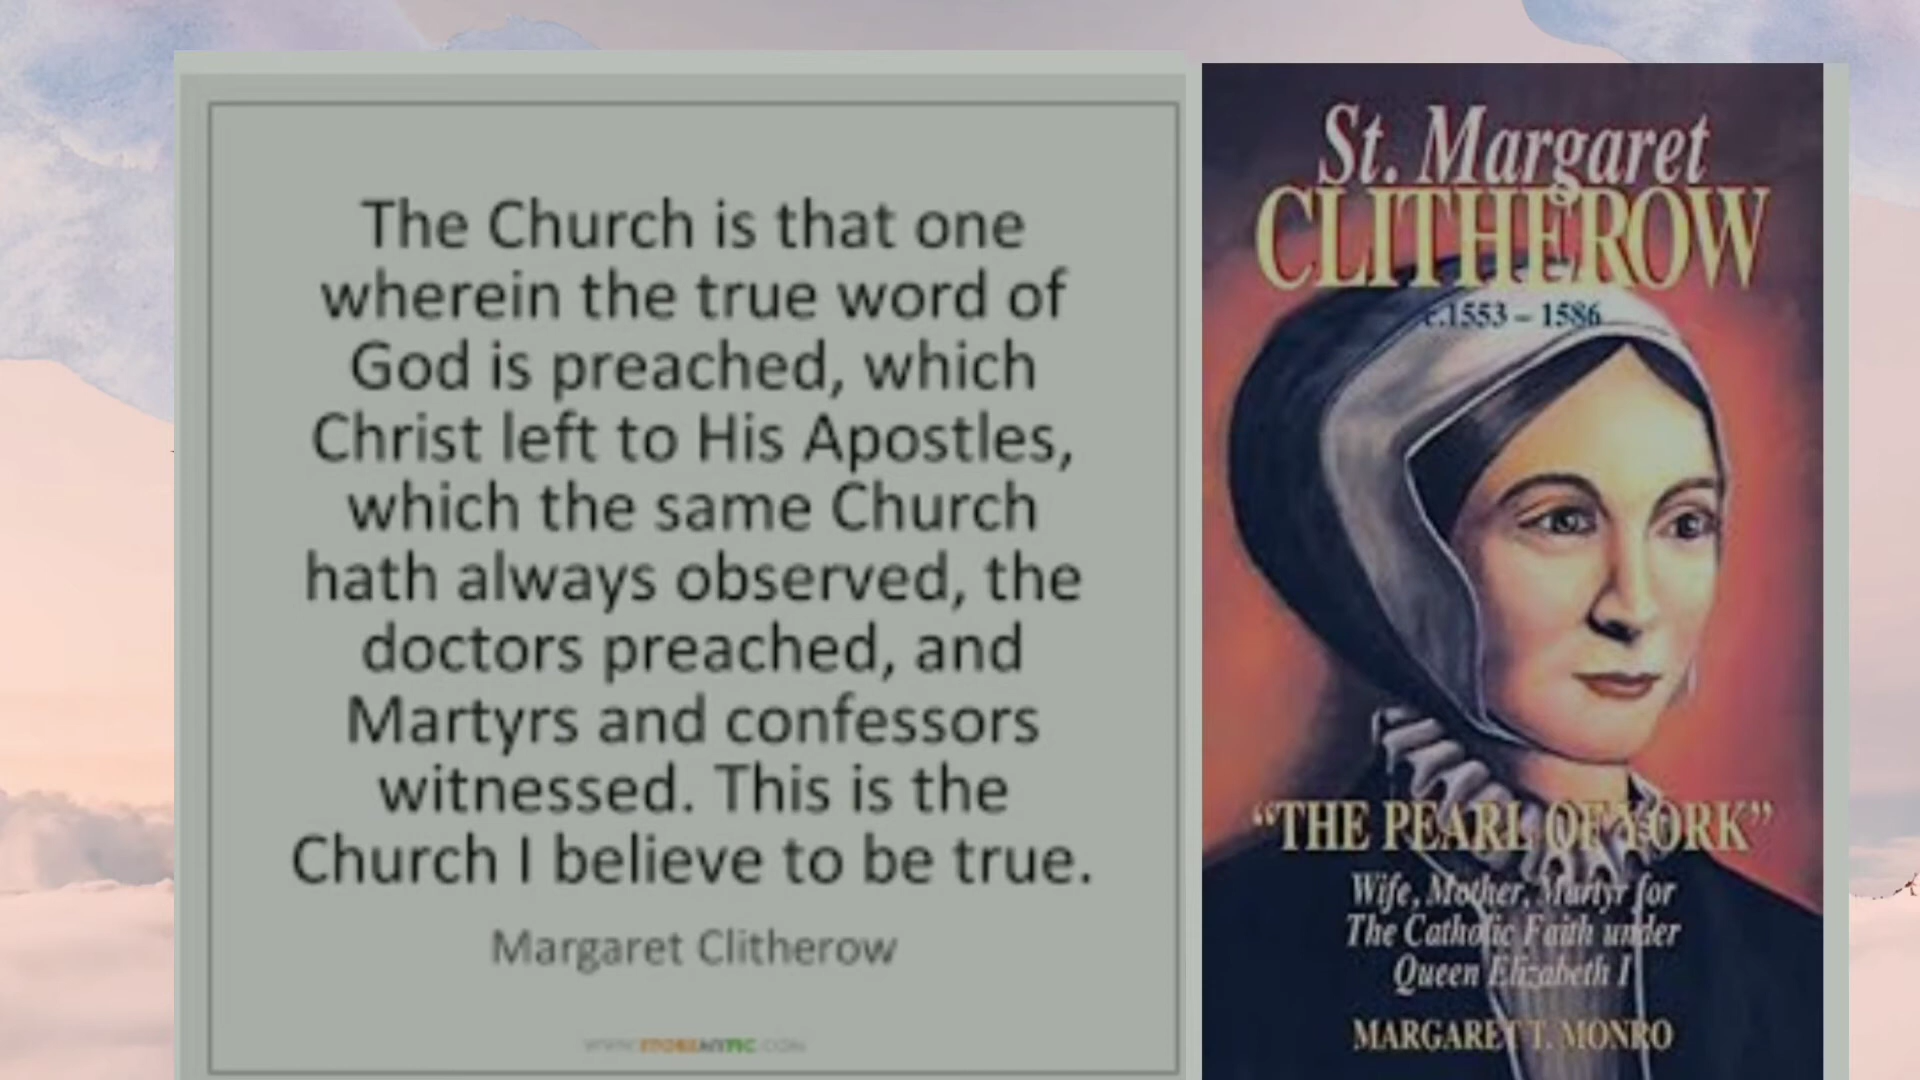 The Church is that one
wherein the true word of
God is preached, which
Christ left to His Apostles,
which the same Church
hath always observed, the
doctors preached, and
Martyrs and confessors
witnessed. This is the
Church I believe to be true.
Margaret Clitherow
WWW.STOREMYPIC.COM
St. Margaret
CLITHEROW
c.1553 – 1586
“THE PEARL OF YORK”
Wife, Mother, Martyr for
The Catholic Faith under
Queen Elizabeth I
MARGARET T. MONRO